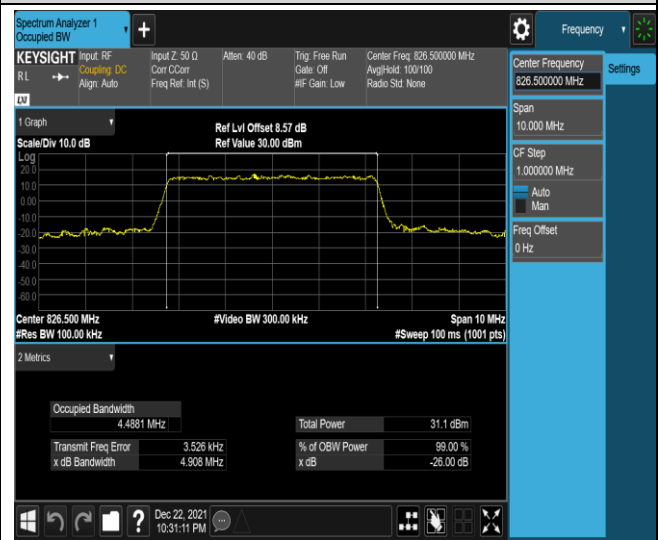 Spectrum Analyzer 1
Occupied BW
+
Frequency
KEYSIGHT
R L
LNI
Input: RF
Coupling: DC
Align: Auto
Input Z: 50 Ω
Corr CCorr
Freq Ref: Int (S)
Atten: 40 dB
Trig: Free Run
Gate: Off
#IF Gain: Low
Center Freq: 826.500000 MHz
Avg|Hold: 100/100
Radio Std: None
Center Frequency
826.500000 MHz
Settings
Span
10.000 MHz
CF Step
1.000000 MHz
Auto
Man
Freq Offset
0 Hz
1 Graph
Scale/Div 10.0 dB
Ref Lvl Offset 8.57 dB
Ref Value 30.00 dBm
Log
20.0
10.0
0.00
-10.0
-20.0
-30.0
-40.0
-50.0
-60.0
Center 826.500 MHz
#Video BW 300.00 kHz
Span 10 MHz
#Res BW 100.00 kHz
#Sweep 100 ms (1001 pts)
2 Metrics
Occupied Bandwidth
4.4881 MHz
Total Power 31.1 dBm
Transmit Freq Error 3.526 kHz
% of OBW Power 99.00 %
x dB Bandwidth 4.908 MHz
x dB -26.00 dB
?
Dec 22, 2021
10:31:11 PM